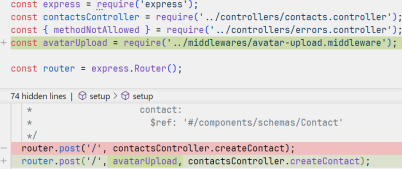 const express = require('express');
const contactsController = require('../controllers/contacts.controller');
const { methodNotAllowed } = require('../controllers/errors.controller');
+ const avatarUpload = require('../middlewares/avatar-upload.middleware');
const router = express.Router();
74 hidden lines | setup > setup
* contact:
* $ref: '#/components/schemas/Contact'
*/
- router.post('/', contactsController.createContact);
+ router.post('/', avatarUpload, contactsController.createContact);